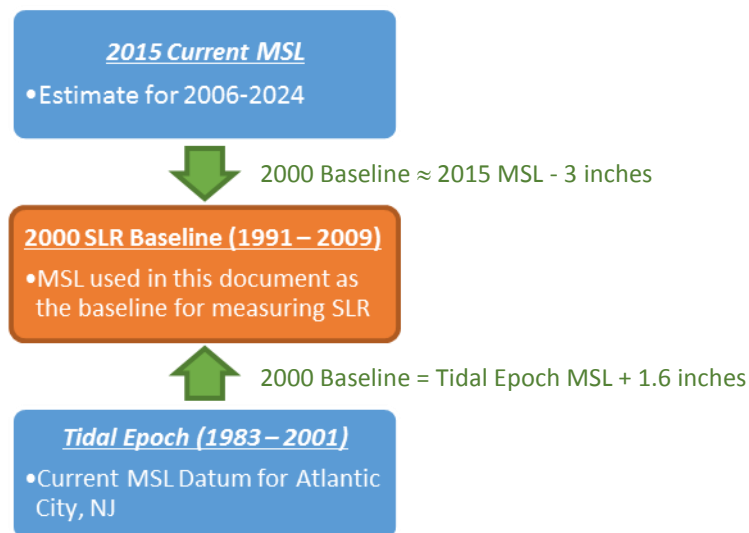 2015 Current MSL
•Estimate for 2006-2024
2000 Baseline ≈ 2015 MSL - 3 inches
2000 SLR Baseline (1991 – 2009)
•MSL used in this document as
the baseline for measuring SLR
2000 Baseline = Tidal Epoch MSL + 1.6 inches
Tidal Epoch (1983 – 2001)
•Current MSL Datum for Atlantic
City, NJ